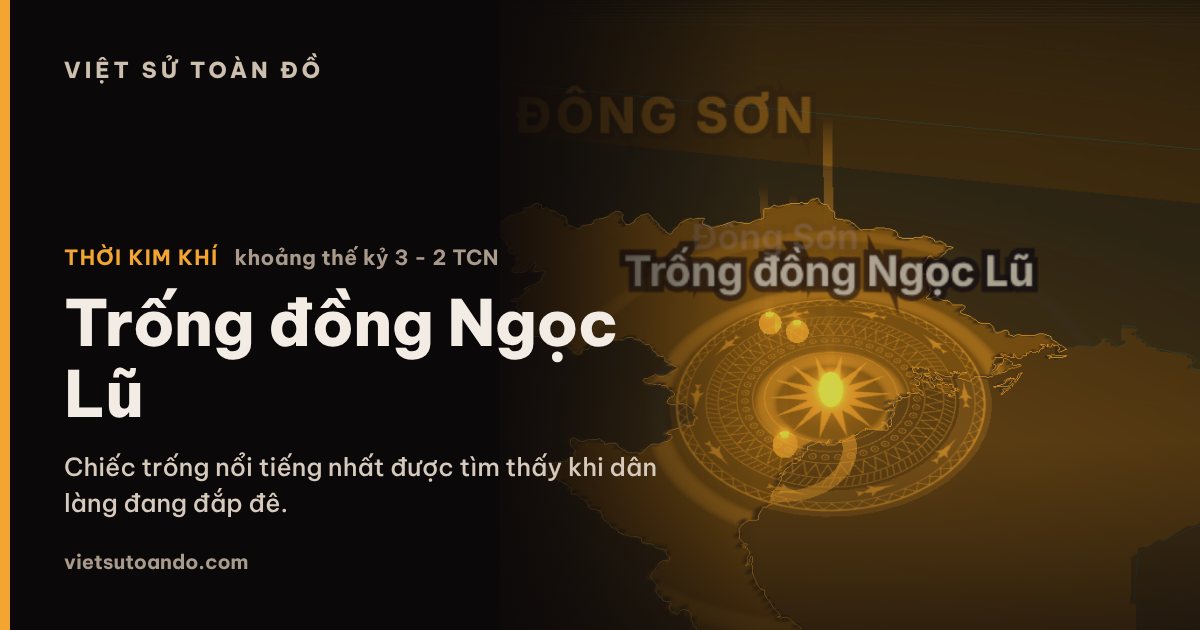 VIỆT SỬ TOÀN ĐỒ
ĐÔNG SƠN
Đông Sơn
Trống đồng Ngọc Lũ
THỜI KIM KHÍ khoảng thế kỷ 3 - 2 TCN
Trống đồng Ngọc
Lũ
Chiếc trống nổi tiếng nhất được tìm thấy khi dân
làng đang đắp đê.
vietsutoando.com